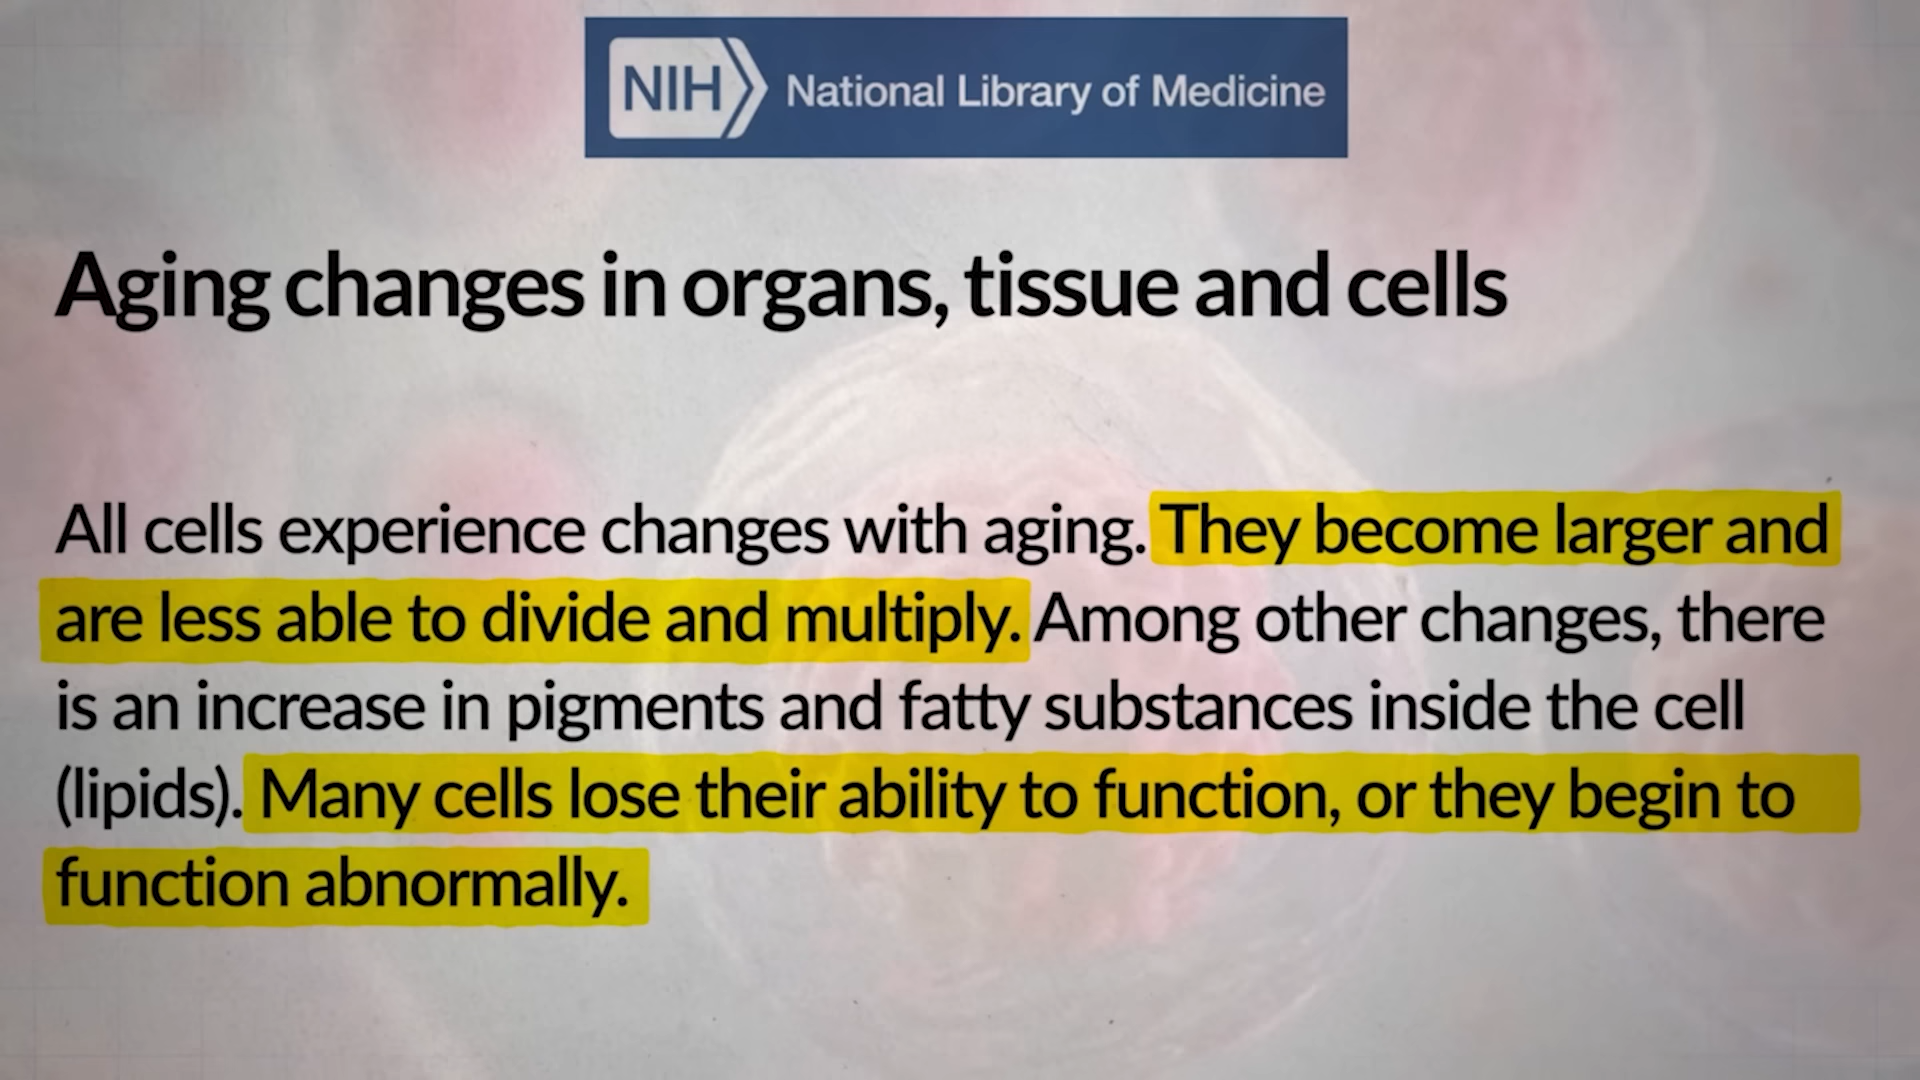 NIH National Library of Medicine
Aging changes in organs, tissue and cells
All cells experience changes with aging. They become larger and
are less able to divide and multiply. Among other changes, there
is an increase in pigments and fatty substances inside the cell
(lipids). Many cells lose their ability to function, or they begin to
function abnormally.